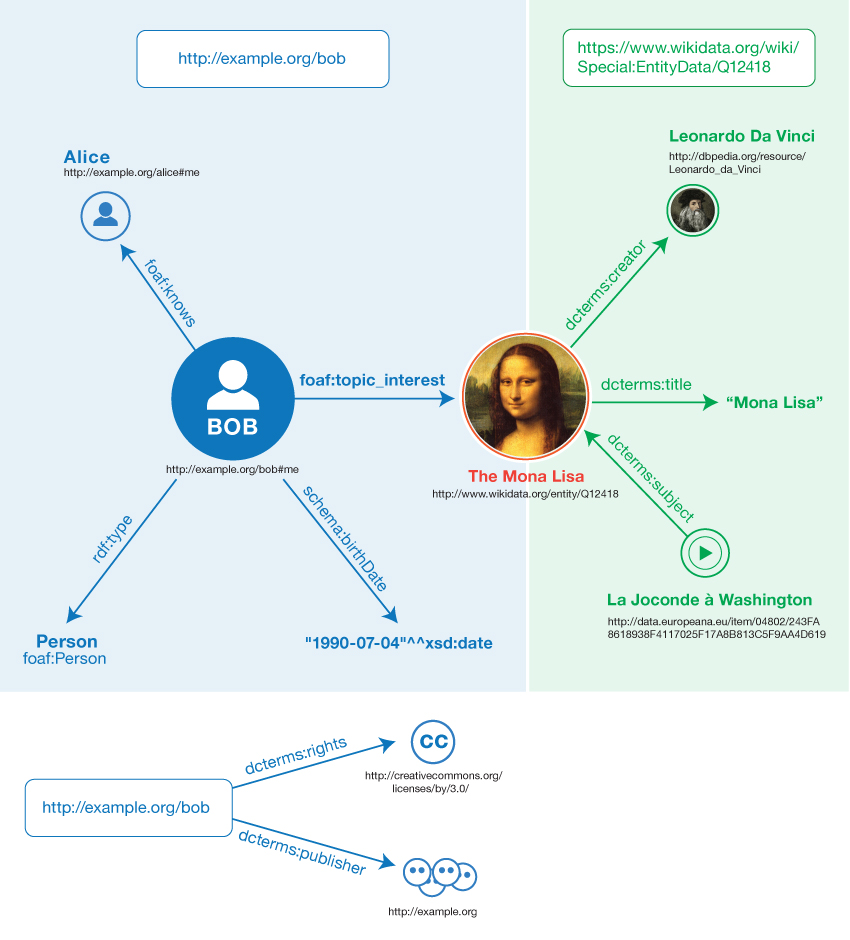 http://example.org/bob
https://www.wikidata.org/wiki/
Special:EntityData/Q12418
Alice
http://example.org/alice#me
Leonardo Da Vinci
http://dbpedia.org/resource/
Leonardo_da_Vinci
foaf:knows
dcterms:creator
foaf:topic_interest
dcterms:title
“Mona Lisa”
BOB
http://example.org/bob#me
The Mona Lisa
http://www.wikidata.org/entity/Q12418
dcterms:subject
rdf:type
schema:birthDate
La Joconde à Washington
http://data.europeana.eu/item/04802/243FA
8618938F4117025F17A8B813C5F9AA4D619
Person
foaf:Person
"1990-07-04"^^xsd:date
dcterms:rights
CC
http://creativecommons.org/
licenses/by/3.0/
http://example.org/bob
dcterms:publisher
http://example.org